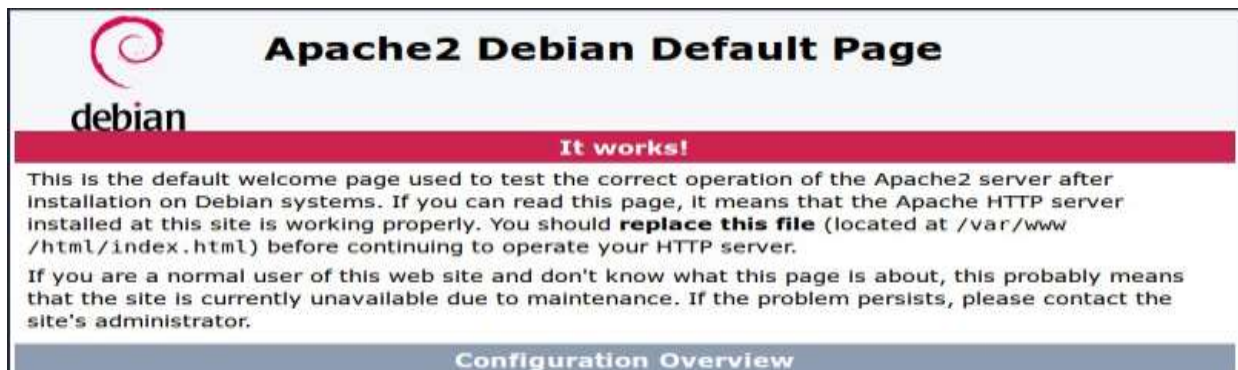 debian
Apache2 Debian Default Page
It works!
This is the default welcome page used to test the correct operation of the Apache2 server after
installation on Debian systems. If you can read this page, it means that the Apache HTTP server
installed at this site is working properly. You should replace this file (located at /var/www
/html/index.html) before continuing to operate your HTTP server.
If you are a normal user of this web site and don't know what this page is about, this probably means
that the site is currently unavailable due to maintenance. If the problem persists, please contact the
site's administrator.
Configuration Overview